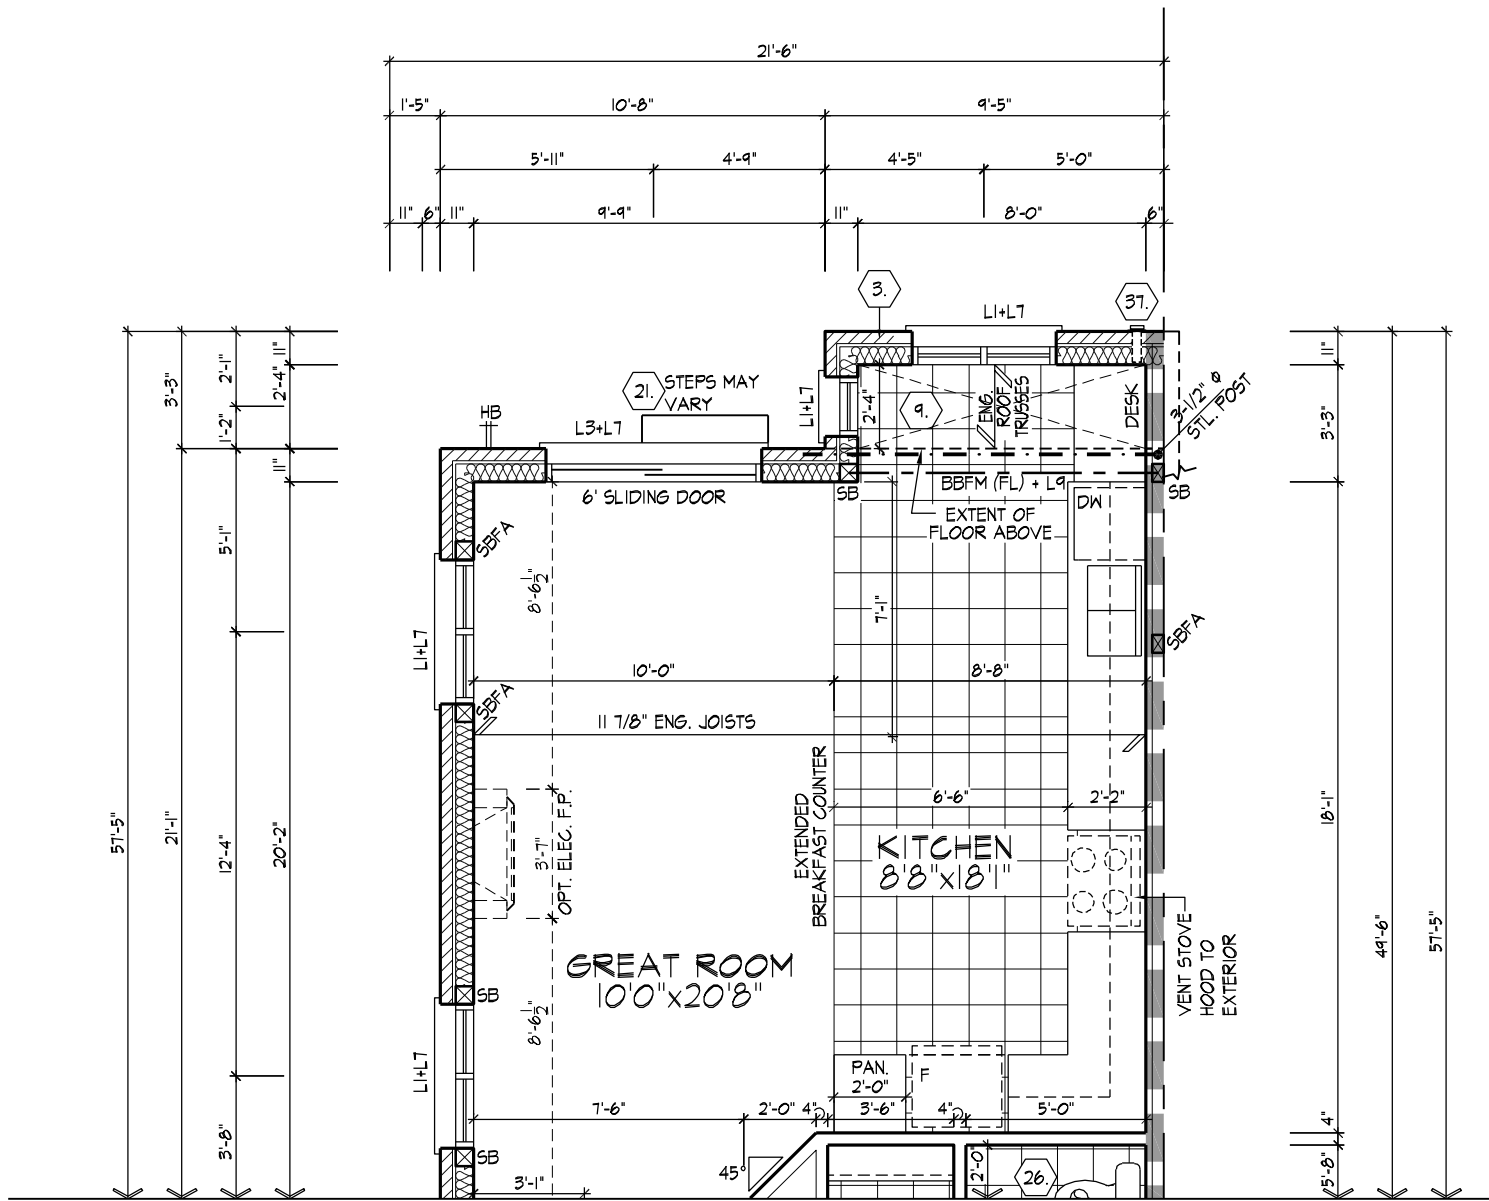 21'-6"
1'-5" 10'-8" 9'-5"
5'-11" 4'-9" 4'-5" 5'-0"
11" 6" 11" 9'-9" 11" 8'-0" 6"
3.
37.
L1+L7
21.
STEPS MAY
VARY
HB
L3+L7
L1+L7
2'-4"
9.
ENG.
ROOF
TRUSSES
DESK
3-1/2" Φ
STL. POST
6' SLIDING DOOR
SB
BBFM (FL) + L9
SB
EXTENT OF
FLOOR ABOVE
DW
SBFA
8'-6 1/2"
7'-1"
SBFA
L1+L7
10'-0" 8'-8"
SBFA
11 7/8" ENG. JOISTS
EXTENDED
BREAKFAST COUNTER
6'-6" 2'-2"
KITCHEN
8'8"x18'1"
3'-7"
OPT. ELEC. F.P.
GREAT ROOM
10'0"x20'8"
VENT STOVE
HOOD TO
EXTERIOR
SB
8'-6 1/2"
L1+L7
PAN.
2'-0"
F
7'-6" 2'-0" 4" 3'-6" 4" 5'-0"
SB
45°
3'-1"
2'-0"
26.
57'-5"
3'-3"
21'-1"
2'-1"
1'-2"
5'-1"
12'-4"
3'-8"
11"
2'-4"
11"
20'-2"
11"
3'-3"
18'-1"
4"
5'-8"
49'-6"
57'-5"